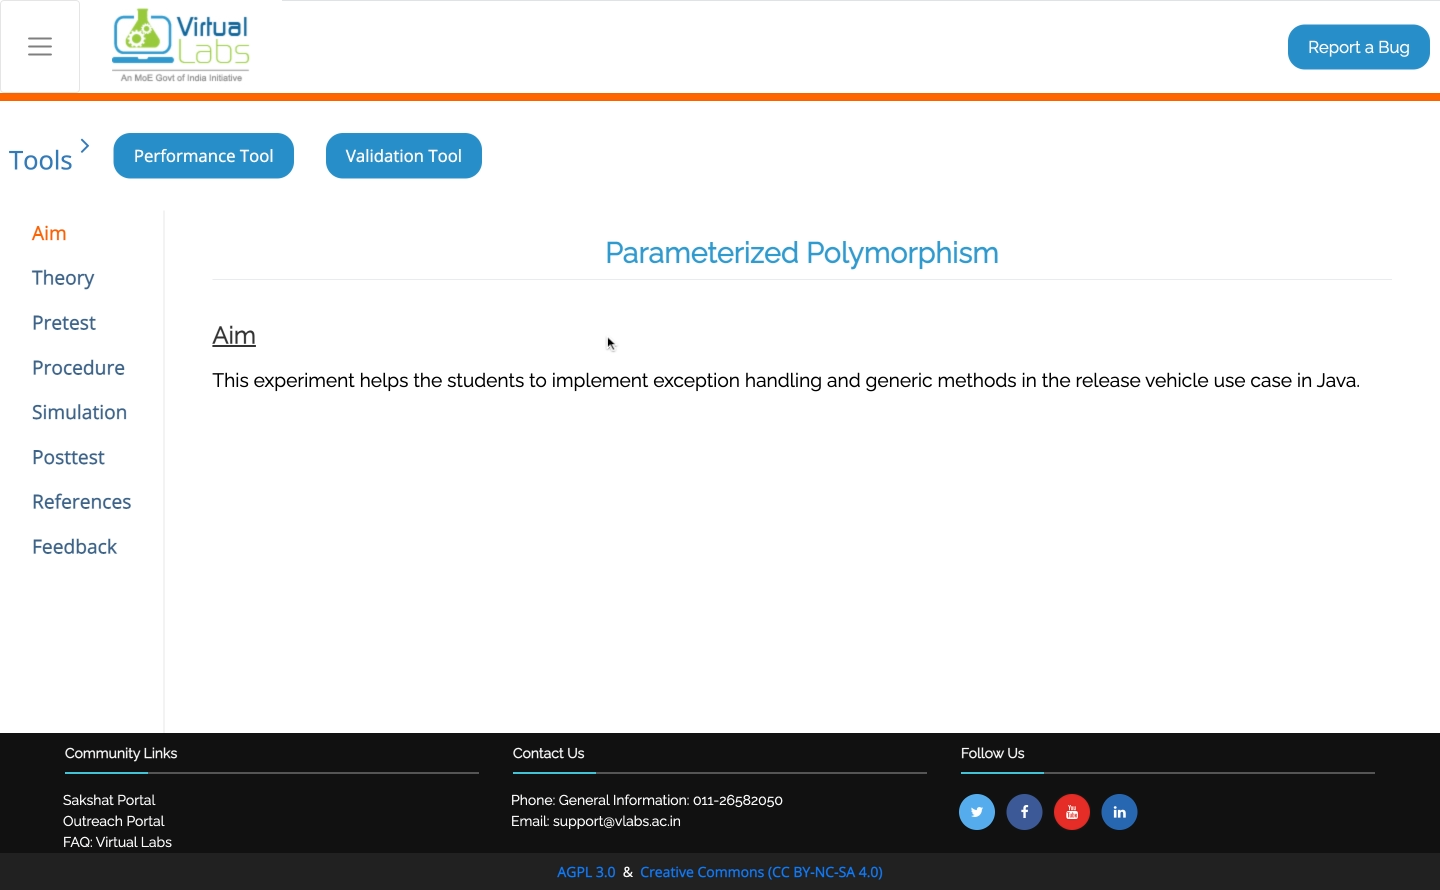 Virtual
Labs
An MoE Govt of India Initiative
Report a Bug
Tools
Performance Tool
Validation Tool
Aim
Theory
Pretest
Procedure
Simulation
Posttest
References
Feedback
Parameterized Polymorphism
Aim
This experiment helps the students to implement exception handling and generic methods in the release vehicle use case in Java.
Community Links
Sakshat Portal
Outreach Portal
FAQ: Virtual Labs
Contact Us
Phone: General Information: 011-26582050
Email: support@vlabs.ac.in
Follow Us
You
Tube
in
AGPL 3.0 & Creative Commons (CC BY-NC-SA 4.0)